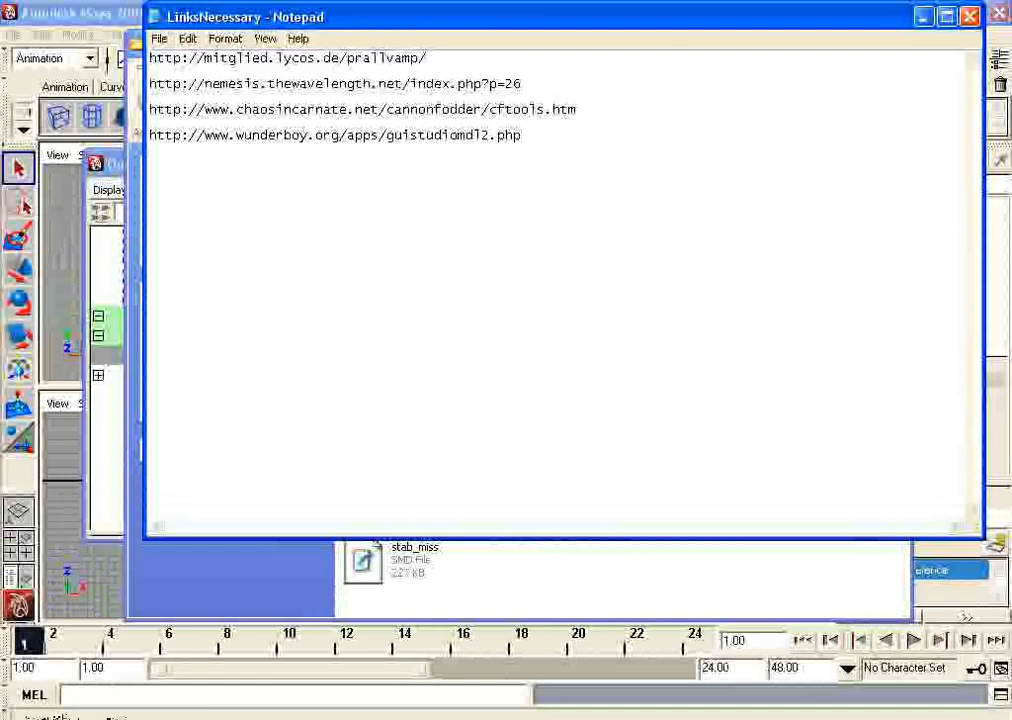 LinksNecessary - Notepad
File Edit Format View Help
http://mitglied.lycos.de/prallvamp/
http://nemesis.thewavelength.net/index.php?p=26
http://www.chaosincarnate.net/cannonfodder/cftools.htm
http://www.wunderboy.org/apps/guistudiomdl2.php
Animation
Animation
View
Display
View
stab_miss
SMD File
227 KB
1 2 4 6 8 10 12 14 16 18 20 22 24
1.00
1.00 1.00 24.00 48.00 No Character Set
MEL